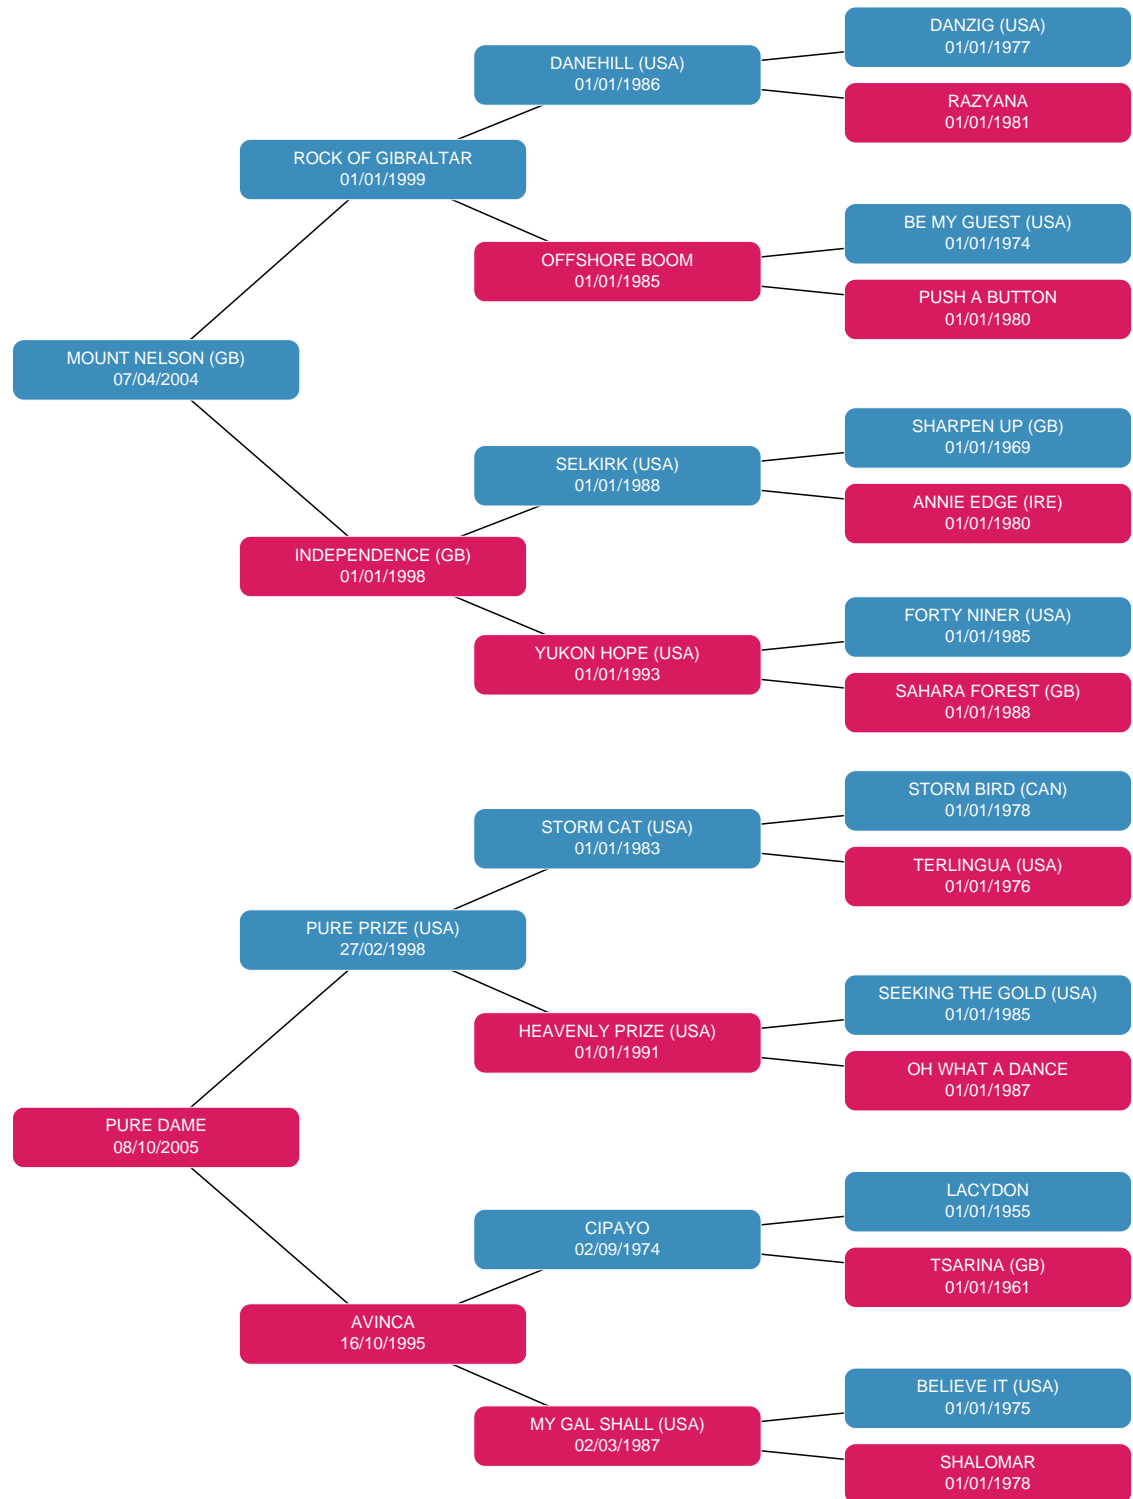 DANZIG (USA)
01/01/1977
DANEHILL (USA)
01/01/1986
RAZYANA
01/01/1981
ROCK OF GIBRALTAR
01/01/1999
BE MY GUEST (USA)
01/01/1974
OFFSHORE BOOM
01/01/1985
PUSH A BUTTON
01/01/1980
MOUNT NELSON (GB)
07/04/2004
SHARPEN UP (GB)
01/01/1969
SELKIRK (USA)
01/01/1988
ANNIE EDGE (IRE)
01/01/1980
INDEPENDENCE (GB)
01/01/1998
FORTY NINER (USA)
01/01/1985
YUKON HOPE (USA)
01/01/1993
SAHARA FOREST (GB)
01/01/1988
STORM BIRD (CAN)
01/01/1978
STORM CAT (USA)
01/01/1983
TERLINGUA (USA)
01/01/1976
PURE PRIZE (USA)
27/02/1998
SEEKING THE GOLD (USA)
01/01/1985
HEAVENLY PRIZE (USA)
01/01/1991
OH WHAT A DANCE
01/01/1987
PURE DAME
08/10/2005
LACYDON
01/01/1955
CIPAYO
02/09/1974
TSARINA (GB)
01/01/1961
AVINCA
16/10/1995
BELIEVE IT (USA)
01/01/1975
MY GAL SHALL (USA)
02/03/1987
SHALOMAR
01/01/1978